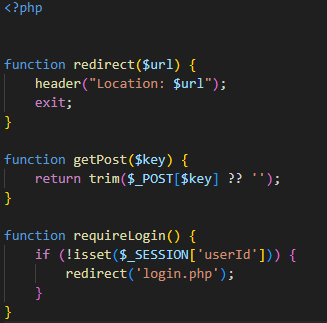 <?php
function redirect($url) {
    header("Location: $url");
    exit;
}
function getPost($key) {
    return trim($_POST[$key] ?? '');
}
function requireLogin() {
    if (!isset($_SESSION['userId'])) {
        redirect('login.php');
    }
}